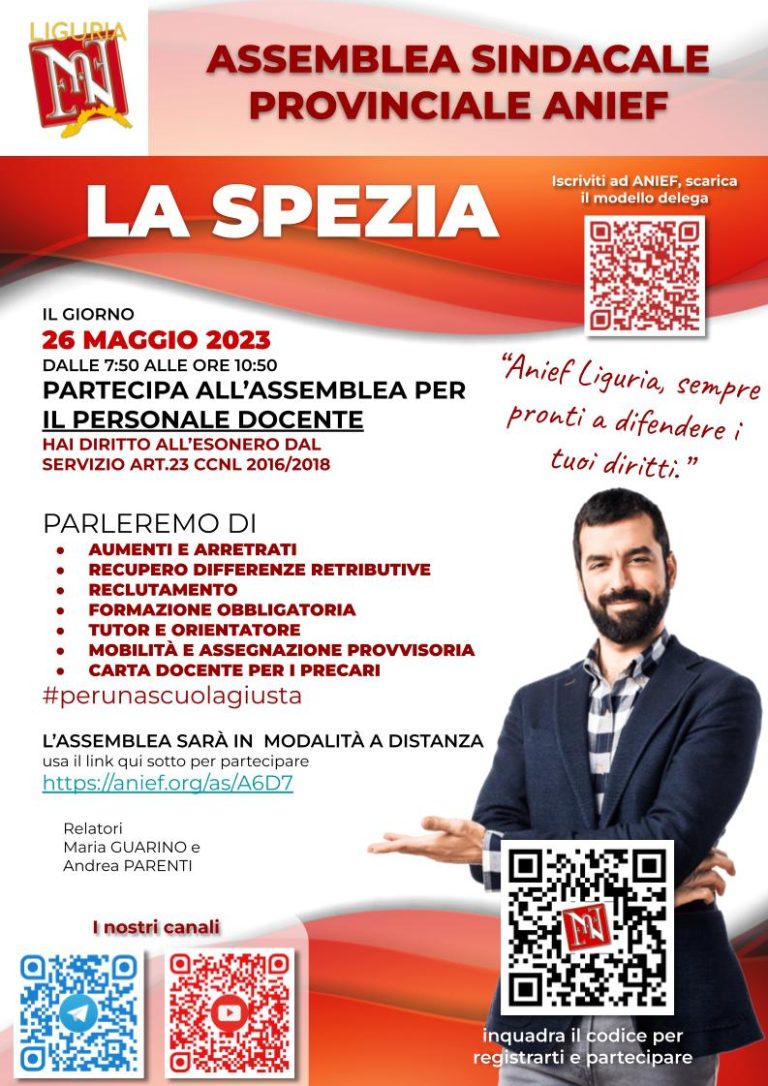 LIGURIA
ASSEMBLEA SINDACALE
PROVINCIALE ANIEF
LA SPEZIA
Iscriviti ad ANIEF, scarica
il modello delega
IL GIORNO
26 MAGGIO 2023
DALLE 7:50 ALLE ORE 10:50
PARTECIPA ALL'ASSEMBLEA PER
IL PERSONALE DOCENTE
HAI DIRITTO ALL'ESONERO DAL
SERVIZIO ART.23 CCNL 2016/2018
"Anief Liguria, sempre
pronti a difendere i
tuoi diritti."
PARLEREMO DI
● AUMENTI E ARRETRATI
● RECUPERO DIFFERENZE RETRIBUTIVE
● RECLUTAMENTO
● FORMAZIONE OBBLIGATORIA
● TUTOR E ORIENTATORE
● MOBILITÀ E ASSEGNAZIONE PROVVISORIA
● CARTA DOCENTE PER I PRECARI
#perunascuolagiusta
L'ASSEMBLEA SARÀ IN MODALITÀ A DISTANZA
usa il link qui sotto per partecipare
https://anief.org/as/A6D7
Relatori
Maria GUARINO e
Andrea PARENTI
I nostri canali
inquadra il codice per
registrarti e partecipare